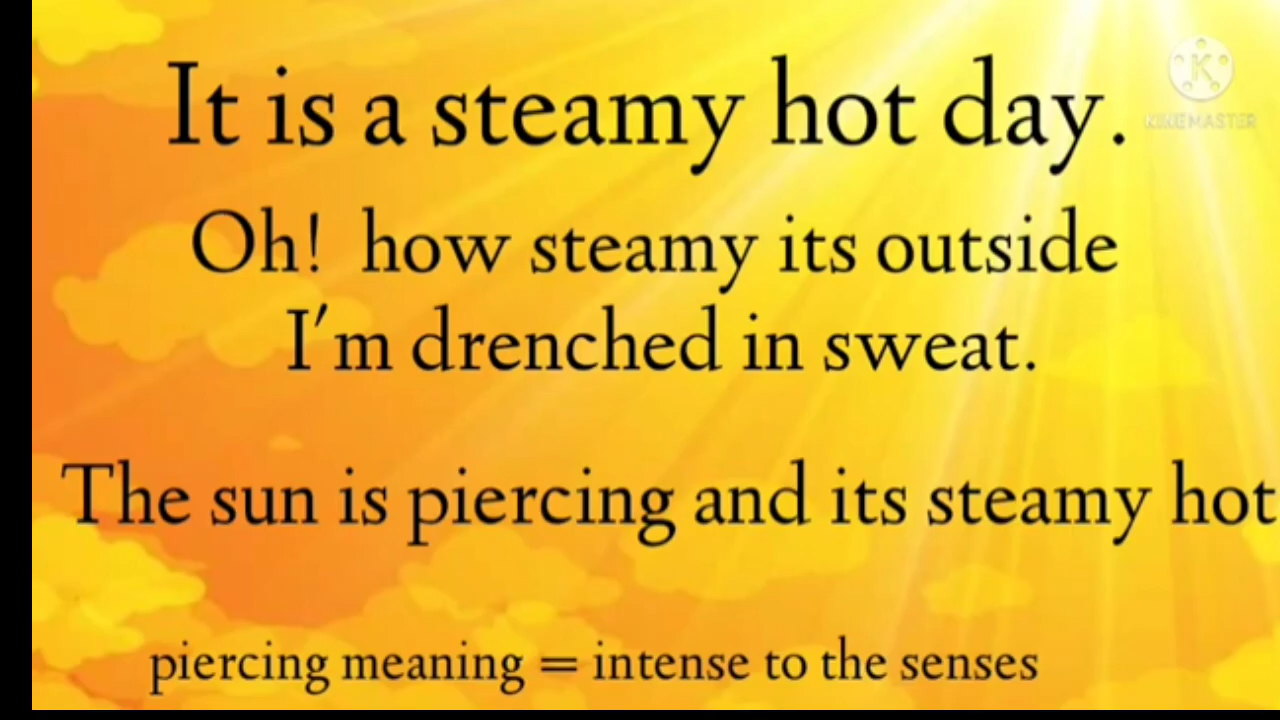 It is a steamy hot day.
Oh! how steamy its outside
I'm drenched in sweat.
The sun is piercing and its steamy hot
piercing meaning = intense to the senses
K
KINEMASTER